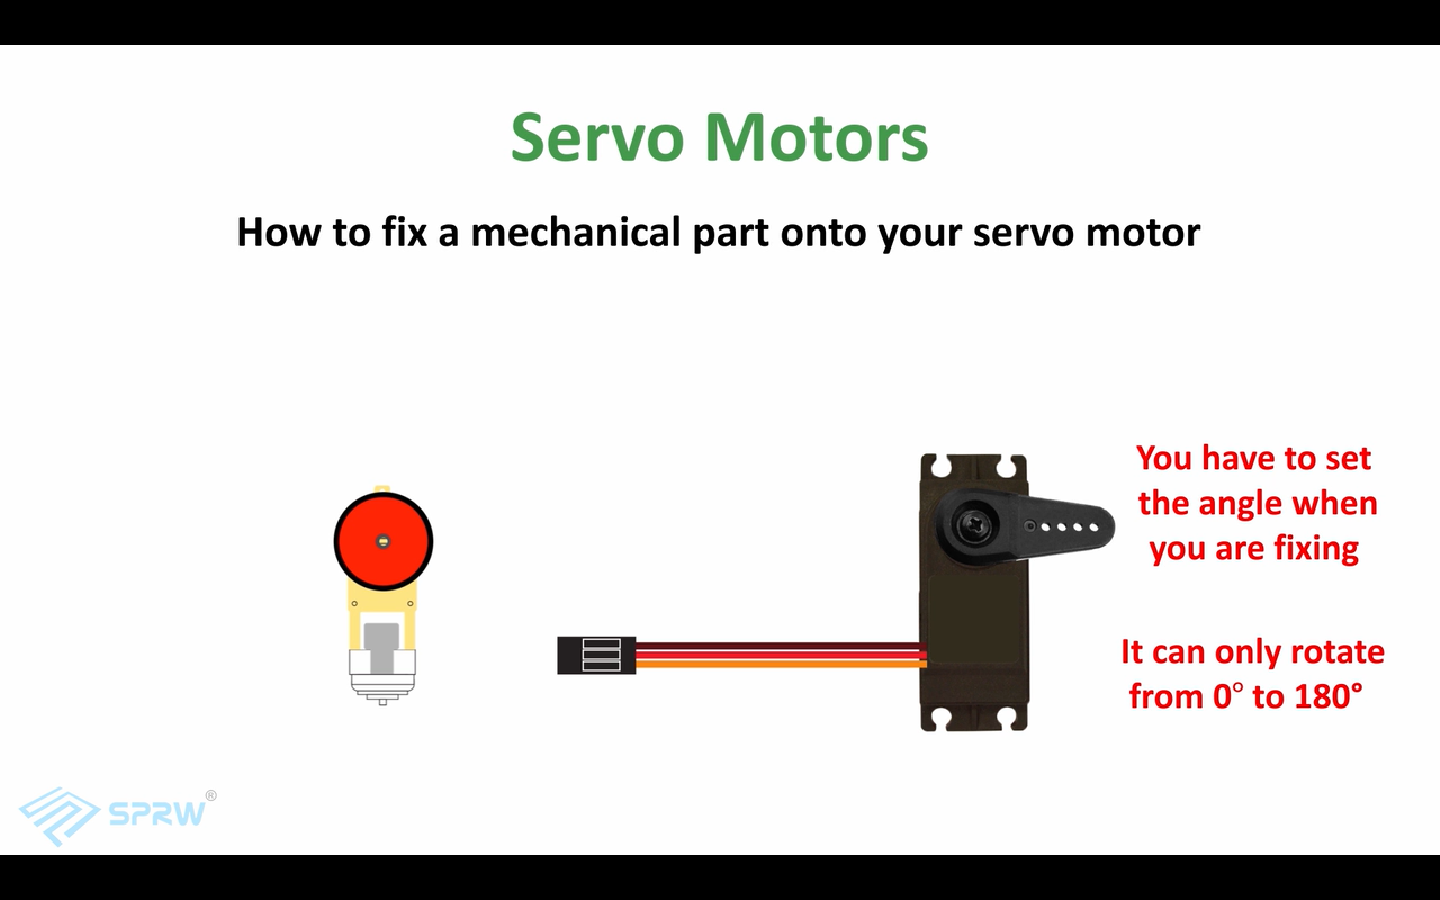 Servo Motors
How to fix a mechanical part onto your servo motor
You have to set
the angle when
you are fixing
It can only rotate
from 0° to 180°
SPRW®